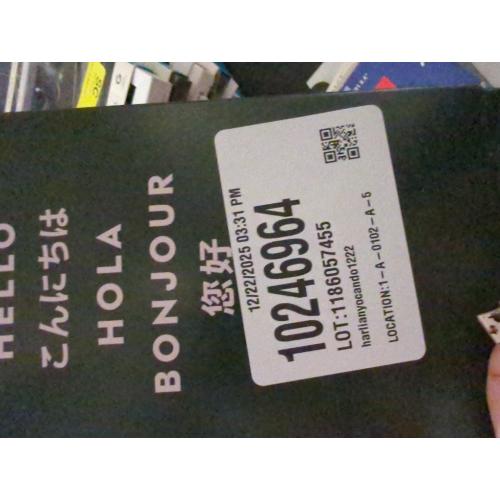 HELLO
こんにちは
HOLA
BONJOUR
您好
12/22/2025 03:31 PM
10246964
LOT:1186057455
harlianyocando1222
LOCATION:1-A-0102-A-5